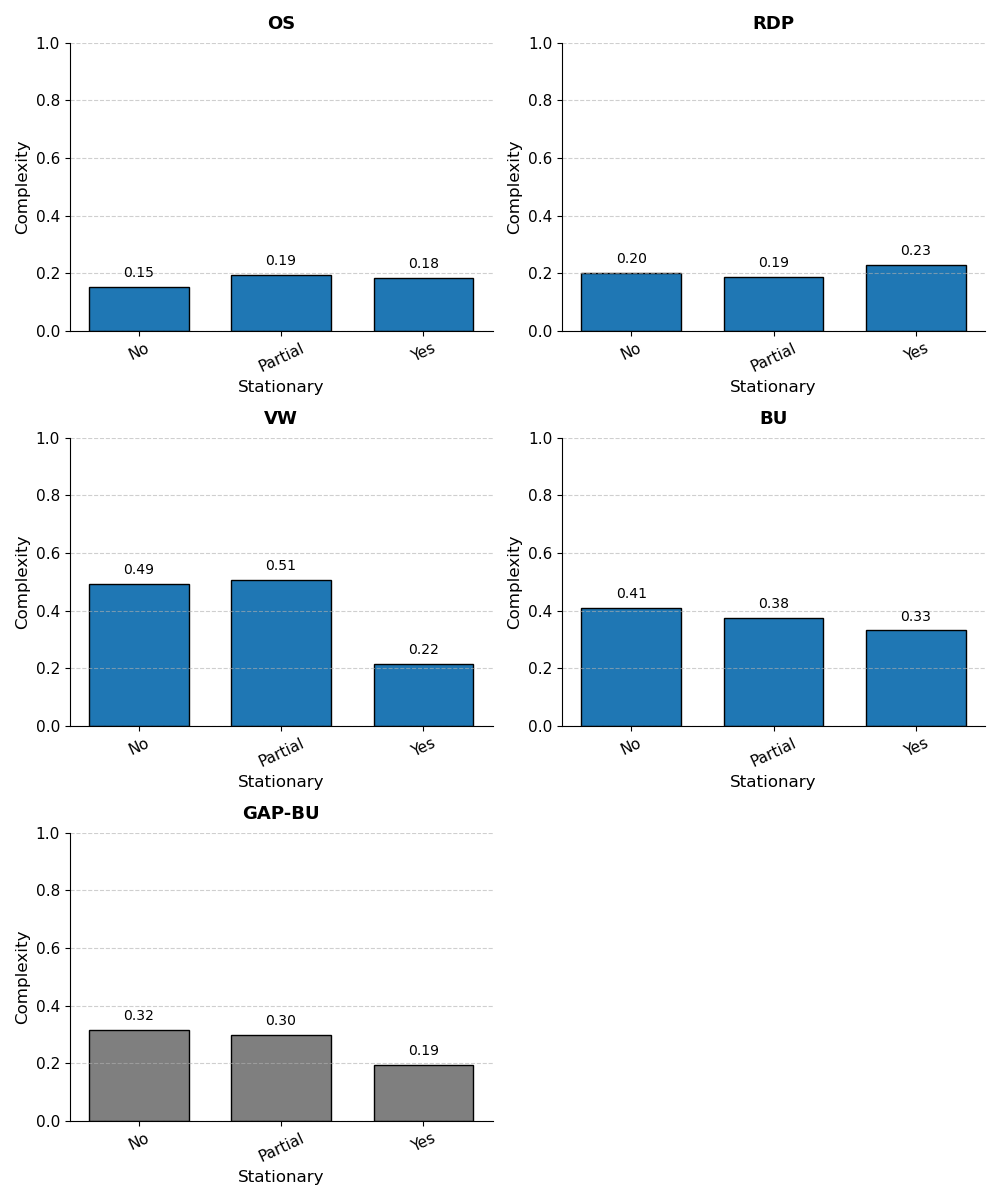 OS
1.0
0.8
0.6
0.4
0.2
0.0
Complexity
0.15
0.19
0.18
No
Partial
Yes
Stationary
RDP
1.0
0.8
0.6
0.4
0.2
0.0
Complexity
0.20
0.19
0.23
No
Partial
Yes
Stationary
VW
1.0
0.8
0.6
0.4
0.2
0.0
Complexity
0.49
0.51
0.22
No
Partial
Yes
Stationary
BU
1.0
0.8
0.6
0.4
0.2
0.0
Complexity
0.41
0.38
0.33
No
Partial
Yes
Stationary
GAP-BU
1.0
0.8
0.6
0.4
0.2
0.0
Complexity
0.32
0.30
0.19
No
Partial
Yes
Stationary